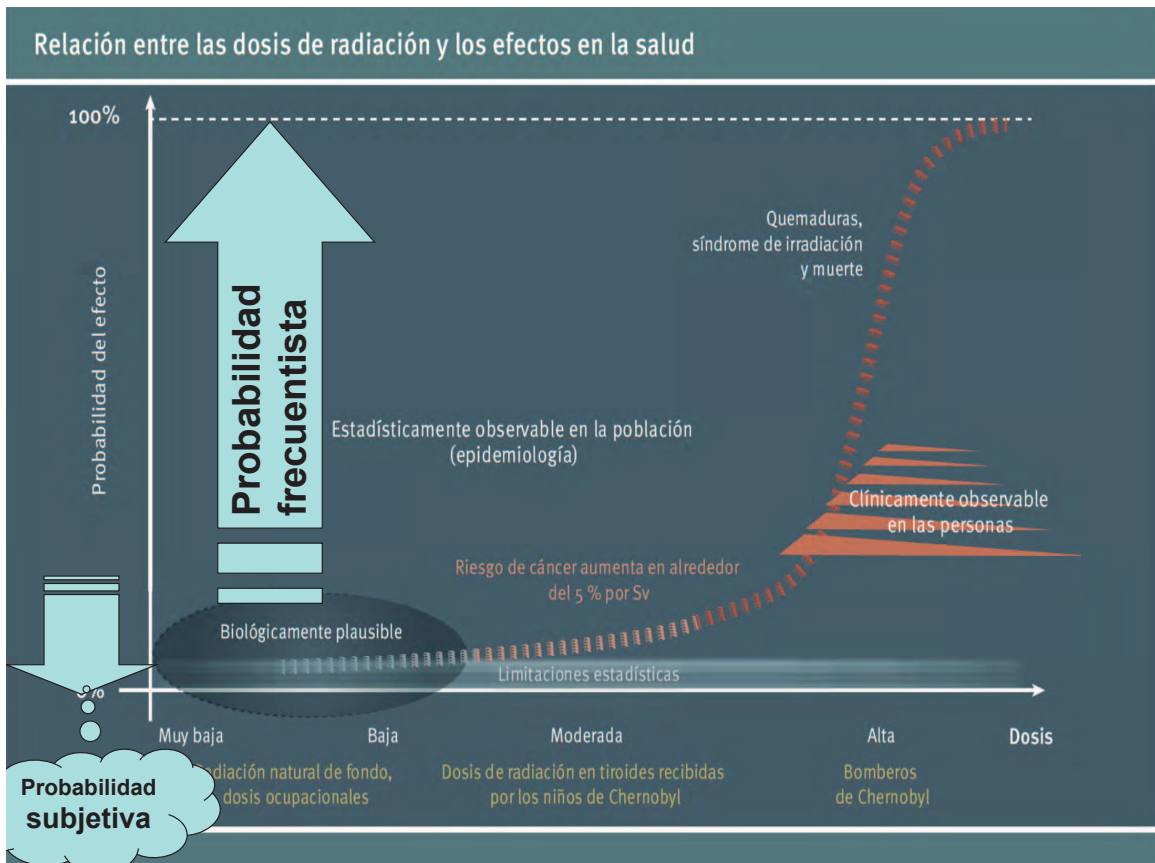 Relación entre las dosis de radiación y los efectos en la salud
100%
Quemaduras,
síndrome de irradiación
y muerte
Probabilidad del efecto
Probabilidad
frecuentista
Estadísticamente observable en la población
(epidemiología)
Clínicamente observable
en las personas
Riesgo de cáncer aumenta en alrededor
del 5 % por Sv
Biológicamente plausible
Limitaciones estadísticas
Muy baja
Baja
Moderada
Alta
Dosis
natural de fondo,
dosis ocupacionales
Dosis de radiación en tiroides recibidas
por los niños de Chernobyl
Bomberos
de Chernobyl
Probabilidad
subjetiva